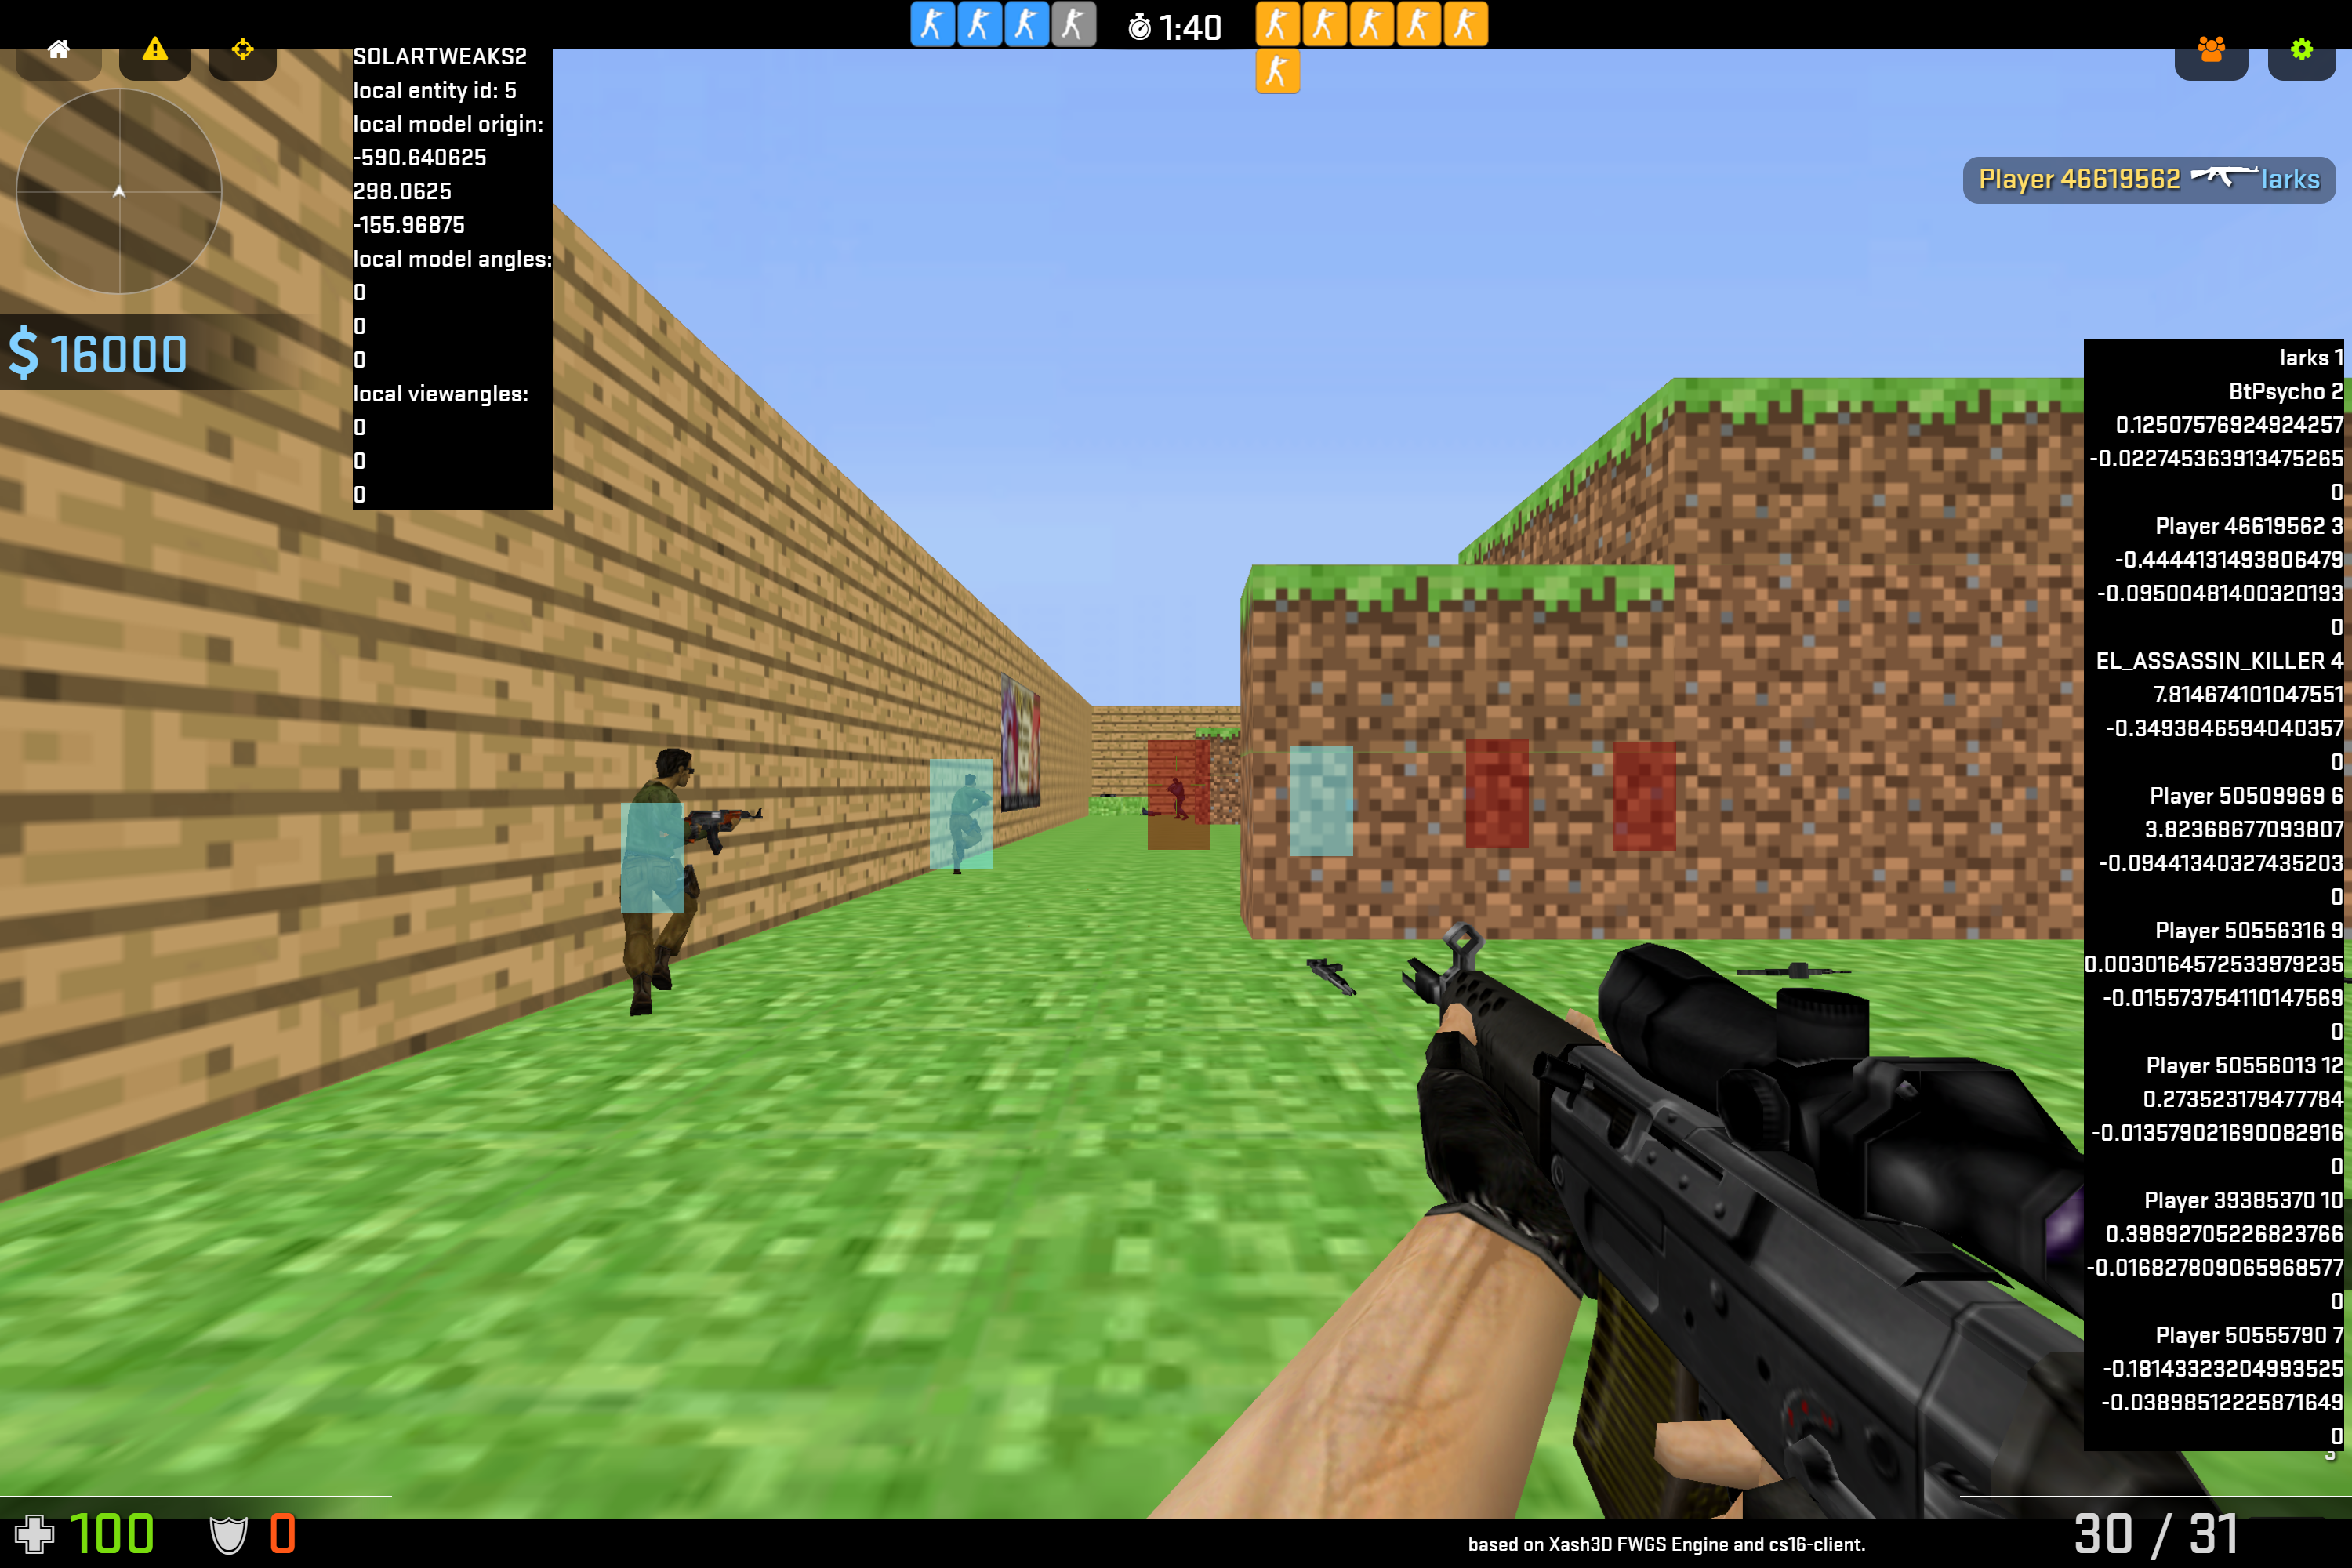 1:40
SOLARTWEAKS2
local entity id: 5
local model origin:
-590.640625
298.0625
-155.96875
local model angles:
0
0
0
local viewangles:
0
0
0
$ 16000
Player 46619562 larks
larks 1
BtPsycho 2
0.12507576924924257
-0.022745363913475265
0
Player 46619562 3
-0.4444131493806479
-0.09500481400320193
0
EL_ASSASSIN_KILLER 4
7.814674101047551
-0.3493846594040357
0
Player 50509969 6
3.82368677093807
-0.09441340327435203
0
Player 50556316 9
0.0030164572533979235
-0.015573754110147569
0
Player 50556013 12
0.273523179477784
-0.013579021690082916
0
Player 39385370 10
0.39892705226823766
-0.016827809065968577
0
Player 50555790 7
-0.18143323204993525
-0.038985122225871649
0
100
0
based on Xash3D FWGS Engine and cs16-client.
30 / 31